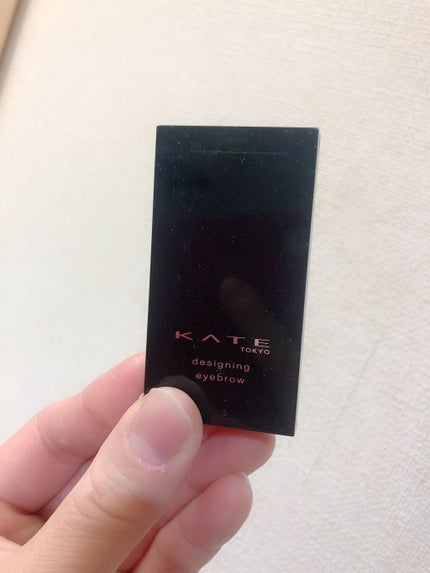 KATE
TOKYO
designing
eyebrow